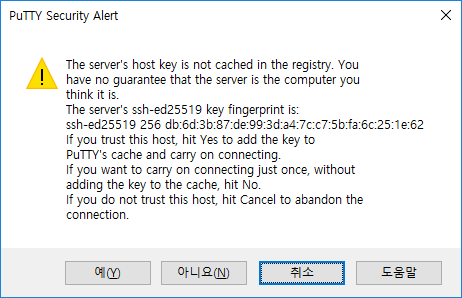 PuTTY Security Alert
The server's host key is not cached in the registry. You
have no guarantee that the server is the computer you
think it is.
The server's ssh-ed25519 key fingerprint is:
ssh-ed25519 256 db:6d:3b:87:de:99:3d:a4:7c:c7:5b:fa:6c:25:1e:62
If you trust this host, hit Yes to add the key to
PuTTY's cache and carry on connecting.
If you want to carry on connecting just once, without
adding the key to the cache, hit No.
If you do not trust this host, hit Cancel to abandon the
connection.
예(Y) 아니요(N) 취소 도움말